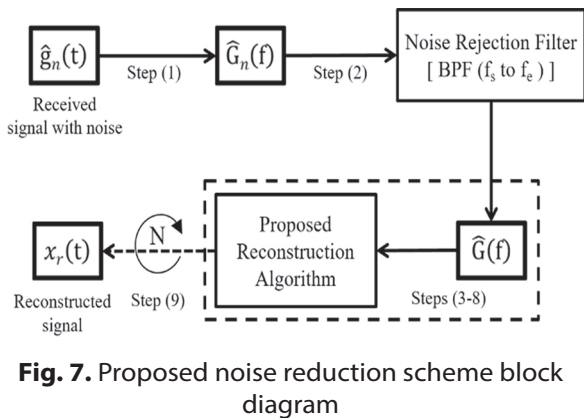 ĝₙ(t)
Step (1)
Ĝₙ(f)
Step (2)
Noise Rejection Filter
[ BPF (fₛ to fₑ ) ]
Received
signal with noise
xᵣ(t)
N
Proposed
Reconstruction
Algorithm
Ĝ(f)
Reconstructed
signal
Step (9)
Steps (3-8)
Fig. 7. Proposed noise reduction scheme block
diagram